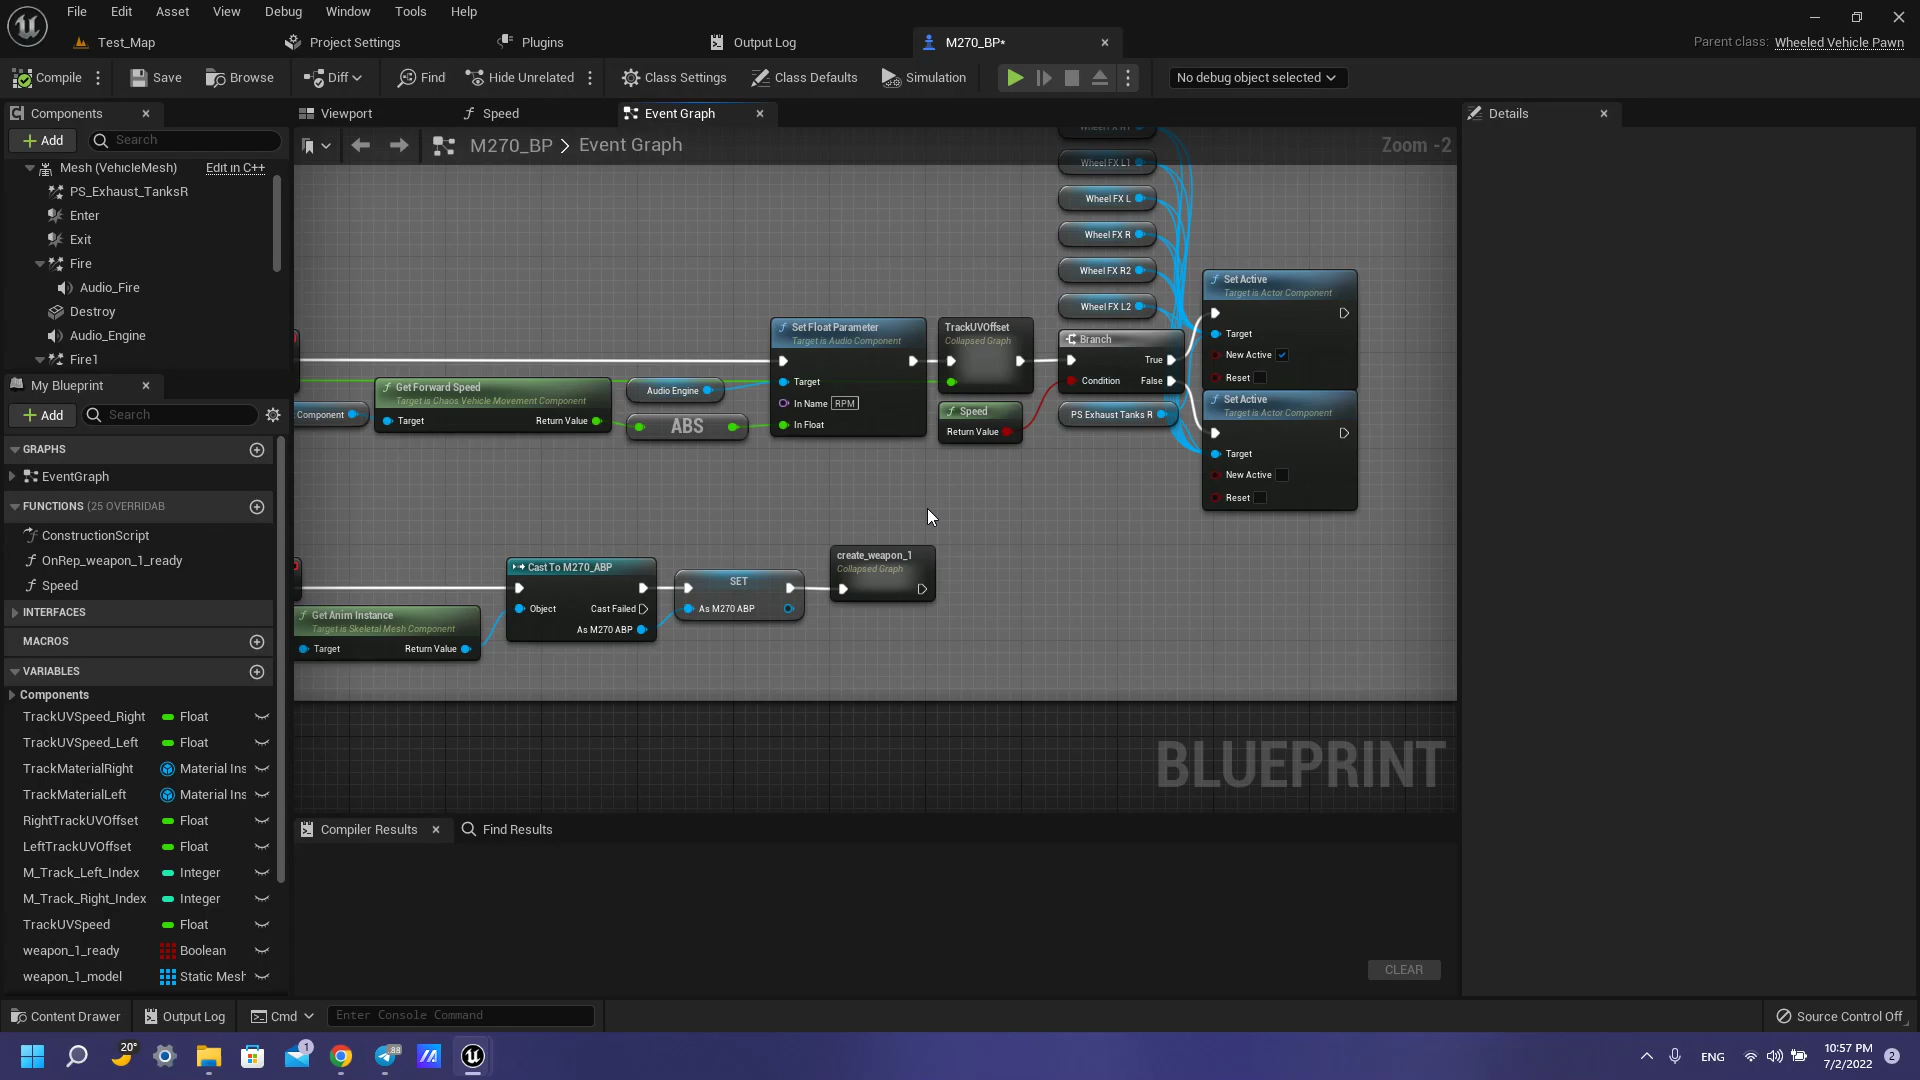 File Edit Asset View Debug Window Tools Help
Test_Map Project Settings Plugins Output Log M270_BP* Parent class: Wheeled Vehicle Pawn
Compile Save Browse Diff Find Hide Unrelated Class Settings Class Defaults Simulation No debug object selected
Components
Viewport Speed Event Graph
Details
Add Search
M270_BP > Event Graph Zoom -2
Mesh (VehicleMesh) Edit in C++
PS_Exhaust_TanksR
Enter
Exit
Fire
Audio_Fire
Destroy
Audio_Engine
Fire1
My Blueprint
Add Search
GRAPHS
EventGraph
FUNCTIONS (25 OVERRIDAB
ConstructionScript
OnRep_weapon_1_ready
Speed
INTERFACES
MACROS
VARIABLES
Components
TrackUVSpeed_Right Float
TrackUVSpeed_Left Float
TrackMaterialRight Material Ins
TrackMaterialLeft Material Ins
RightTrackUVOffset Float
LeftTrackUVOffset Float
M_Track_Left_Index Integer
M_Track_Right_Index Integer
TrackUVSpeed Float
weapon_1_ready Boolean
weapon_1_model Static Mesh
Wheel FX L1
Wheel FX L
Wheel FX R
Wheel FX R2
Wheel FX L2
Component
Get Forward Speed
Target is Chaos Vehicle Movement Component
Target Return Value
Audio Engine
ABS
Set Float Parameter
Target is Audio Component
Target
In Name RPM
In Float
TrackUVOffset
Collapsed Graph
Speed
Return Value
Branch
True
Condition False
PS Exhaust Tanks R
Set Active
Target is Actor Component
Target
New Active
Reset
Set Active
Target is Actor Component
Target
New Active
Reset
Get Anim Instance
Target is Skeletal Mesh Component
Target Return Value
Cast To M270_ABP
Object Cast Failed
As M270 ABP
SET
As M270 ABP
create_weapon_1
Collapsed Graph
BLUEPRINT
Compiler Results Find Results
CLEAR
Content Drawer Output Log Cmd Enter Console Command Source Control Off
20° 1 88 ENG 10:57 PM
7/2/2022 2